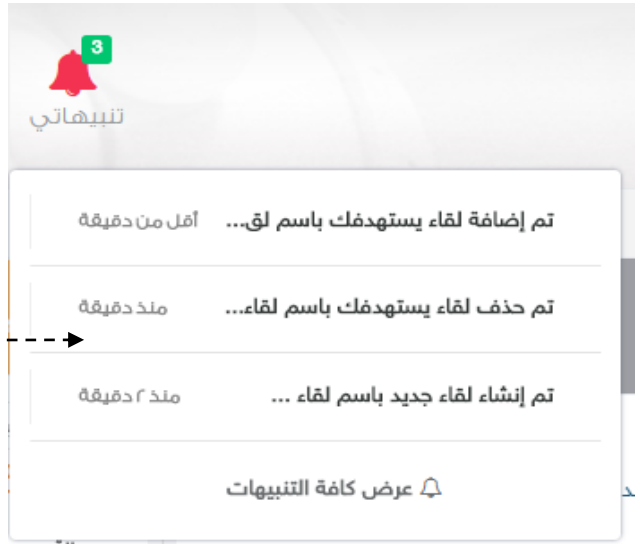 3
تنبيهاتي
تم إضافة لقاء يستهدفك باسم لق... أقل من دقيقة
تم حذف لقاء يستهدفك باسم لقاء... منذ دقيقة
تم إنشاء لقاء جديد باسم لقاء ... منذ ٢ دقيقة
عرض كافة التنبيهات